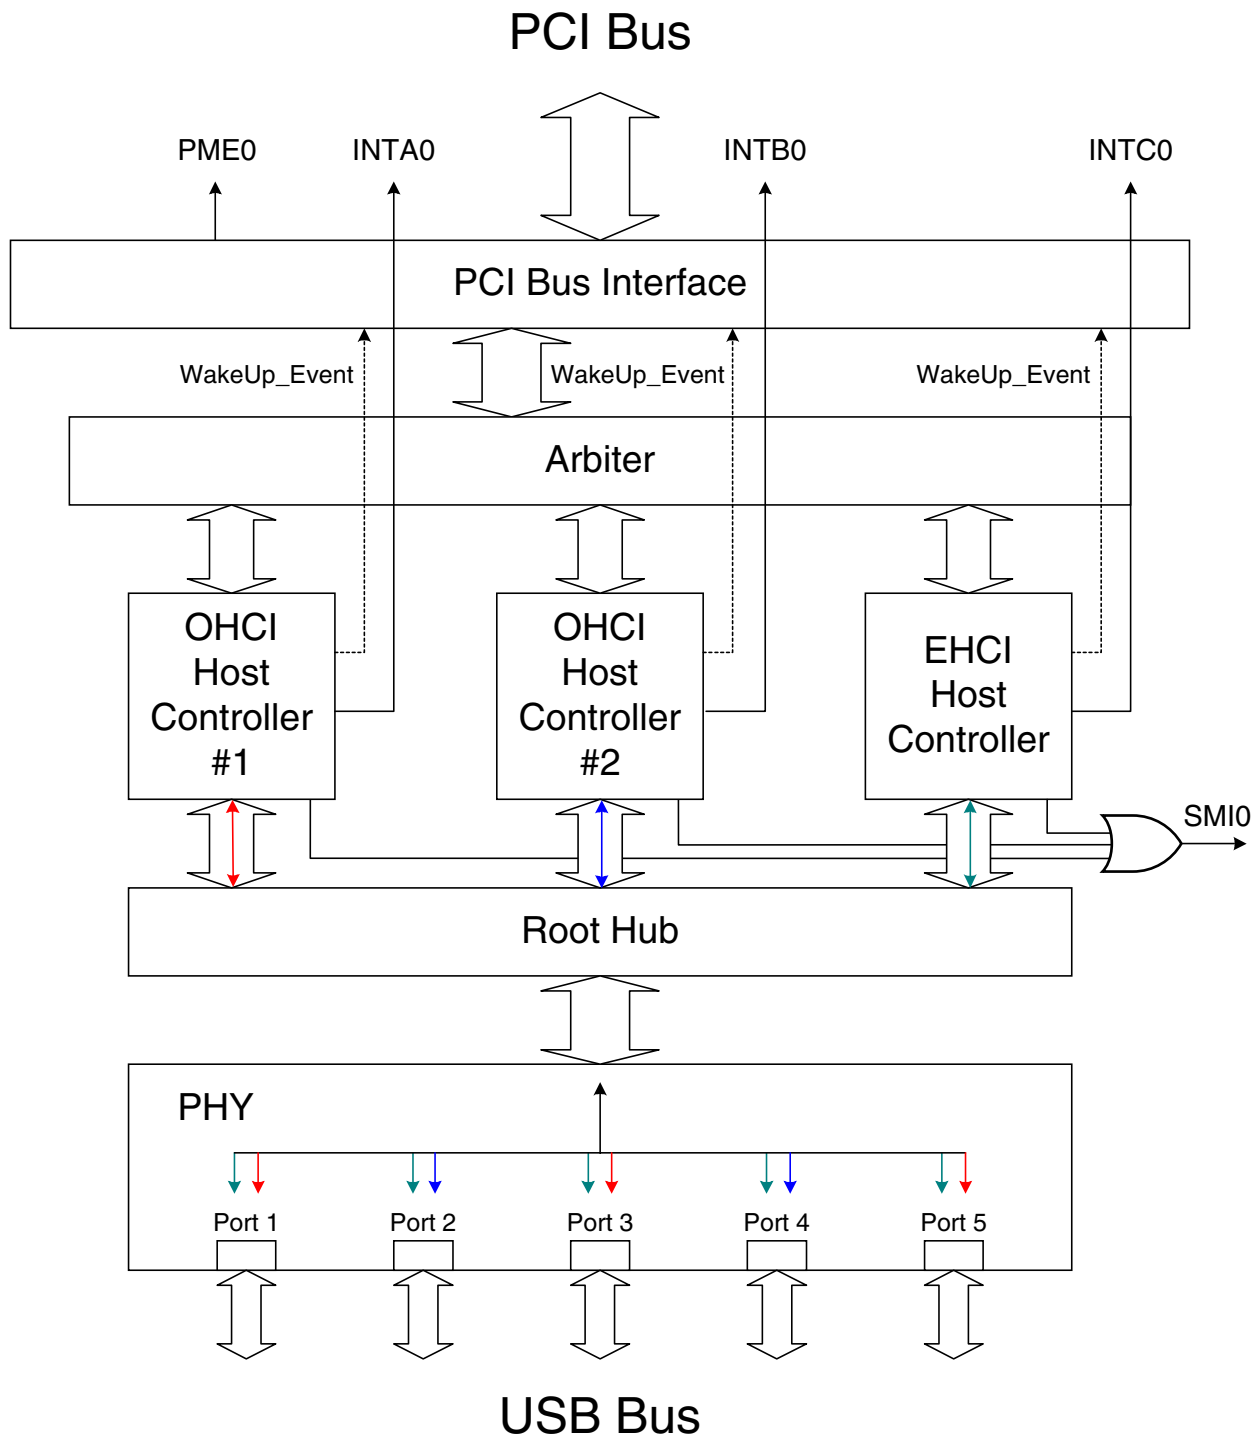 PCI Bus
PME0
INTA0
INTB0
INTC0
PCI Bus Interface
WakeUp_Event
WakeUp_Event
WakeUp_Event
Arbiter
OHCI
Host
Controller
#1
OHCI
Host
Controller
#2
EHCI
Host
Controller
SMI0
Root Hub
PHY
Port 1
Port 2
Port 3
Port 4
Port 5
USB Bus